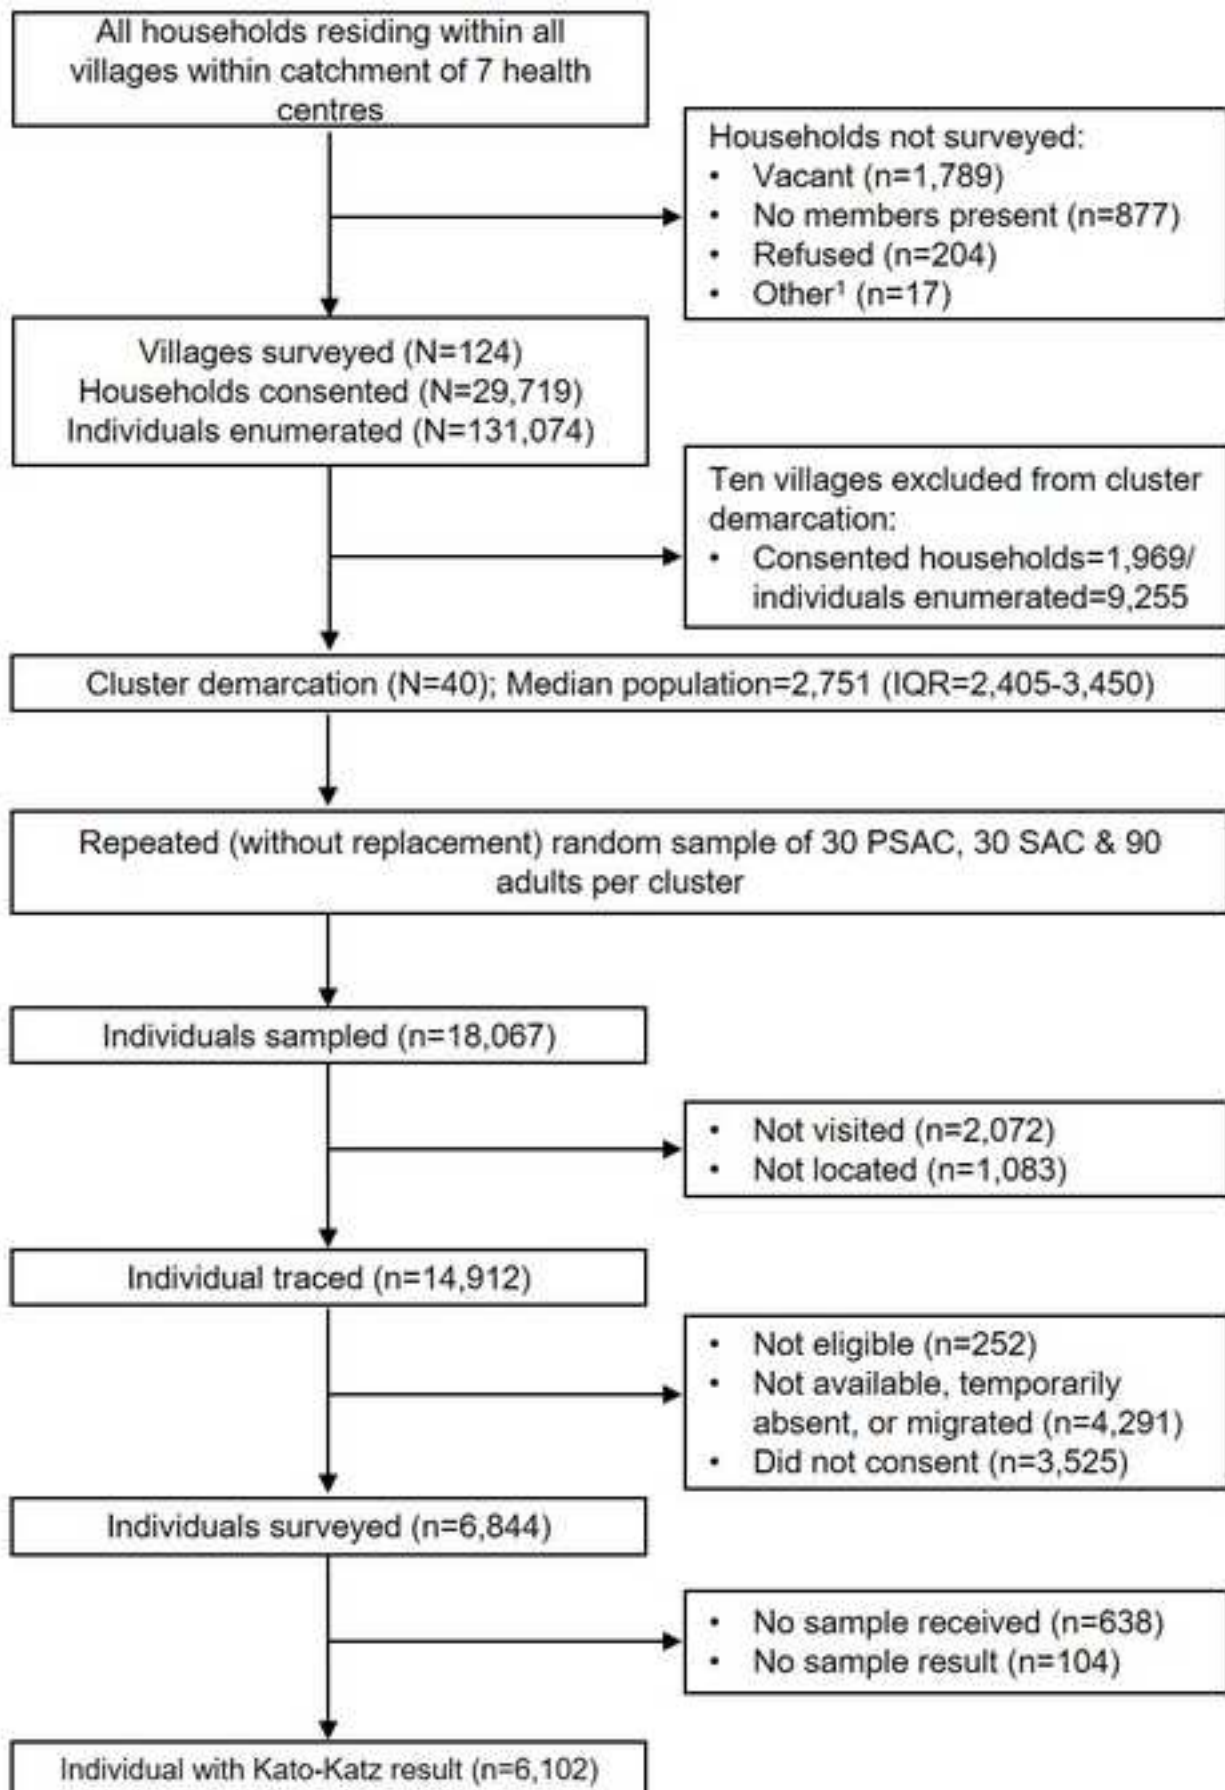 All households residing within all
villages within catchment of 7 health
centres
Households not surveyed:
• Vacant (n=1,789)
• No members present (n=877)
• Refused (n=204)
• Other¹ (n=17)
Villages surveyed (N=124)
Households consented (N=29,719)
Individuals enumerated (N=131,074)
Ten villages excluded from cluster
demarcation:
• Consented households=1,969/
individuals enumerated=9,255
Cluster demarcation (N=40); Median population=2,751 (IQR=2,405-3,450)
Repeated (without replacement) random sample of 30 PSAC, 30 SAC & 90
adults per cluster
Individuals sampled (n=18,067)
• Not visited (n=2,072)
• Not located (n=1,083)
Individual traced (n=14,912)
• Not eligible (n=252)
• Not available, temporarily
absent, or migrated (n=4,291)
• Did not consent (n=3,525)
Individuals surveyed (n=6,844)
• No sample received (n=638)
• No sample result (n=104)
Individual with Kato-Katz result (n=6,102)